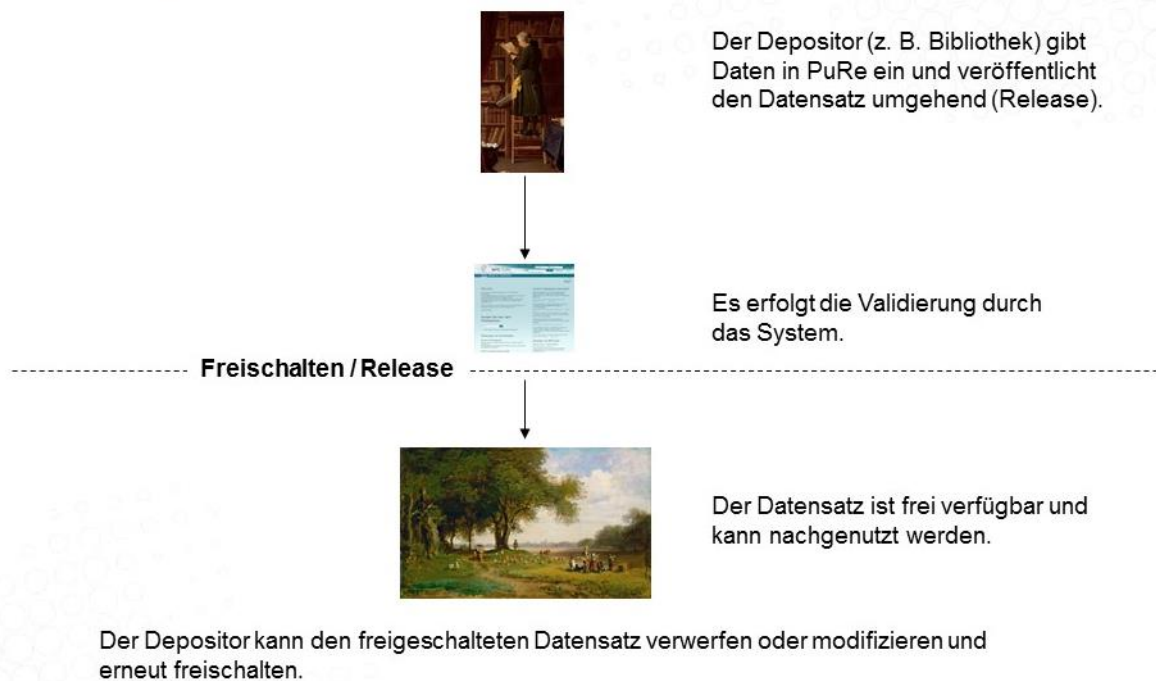 Der Depositor (z. B. Bibliothek) gibt
Daten in PuRe ein und veröffentlicht
den Datensatz umgehend (Release).
Es erfolgt die Validierung durch
das System.
Freischalten / Release
Der Datensatz ist frei verfügbar und
kann nachgenutzt werden.
Der Depositor kann den freigeschalteten Datensatz verwerfen oder modifizieren und
erneut freischalten.